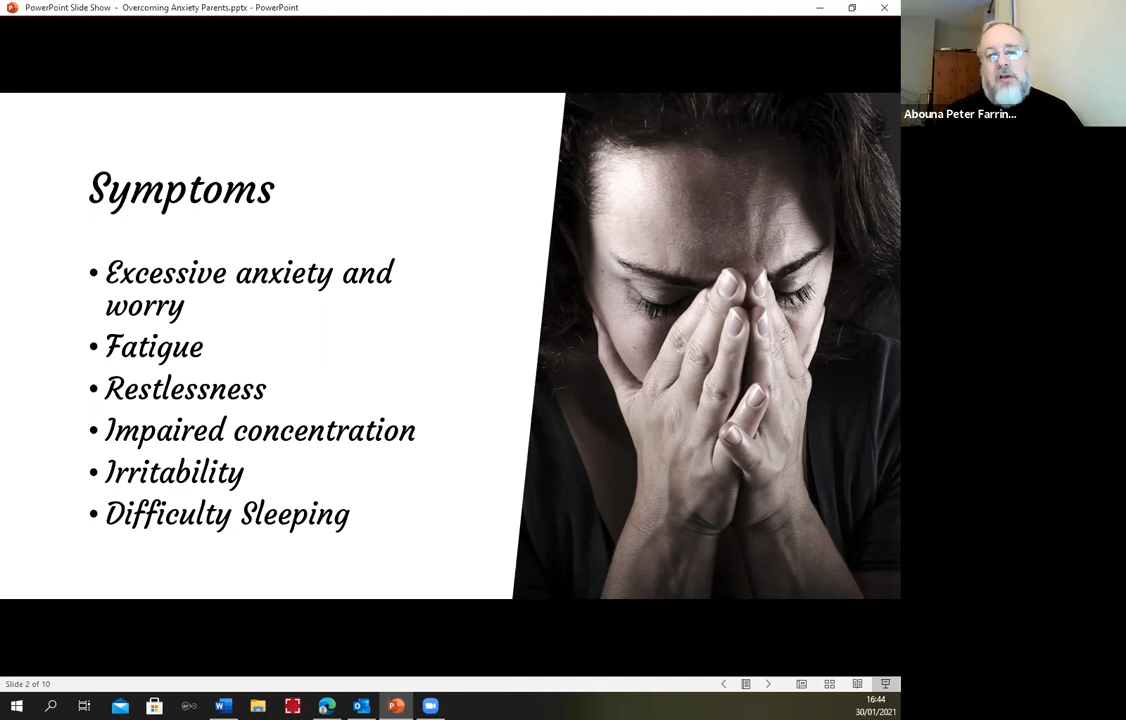 PowerPoint Slide Show - Overcoming Anxiety Parents.pptx - PowerPoint
Abouna Peter Farrin...
Symptoms
• Excessive anxiety and
worry
• Fatigue
• Restlessness
• Impaired concentration
• Irritability
• Difficulty Sleeping
Slide 2 of 10
16:44
30/01/2021